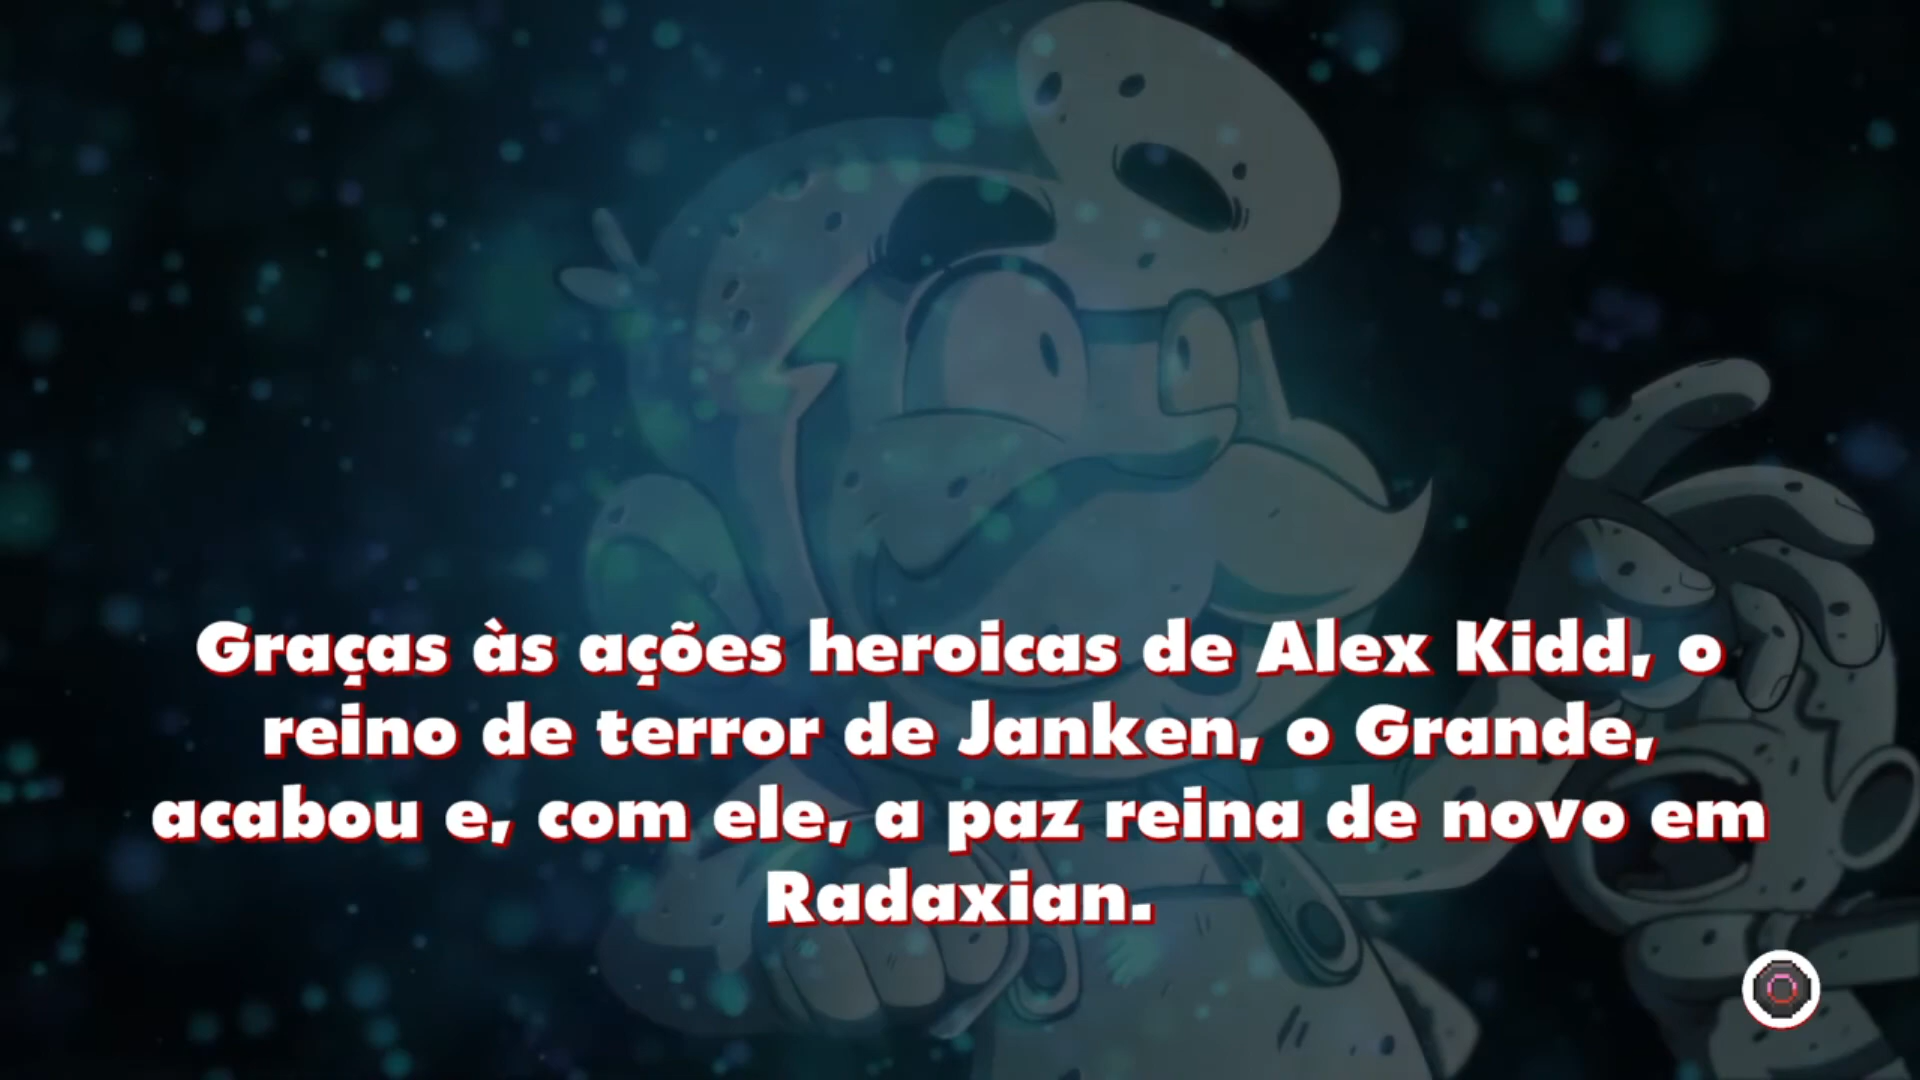 Graças às ações heroicas de Alex Kidd, o
reino de terror de Janken, o Grande,
acabou e, com ele, a paz reina de novo em
Radaxian.